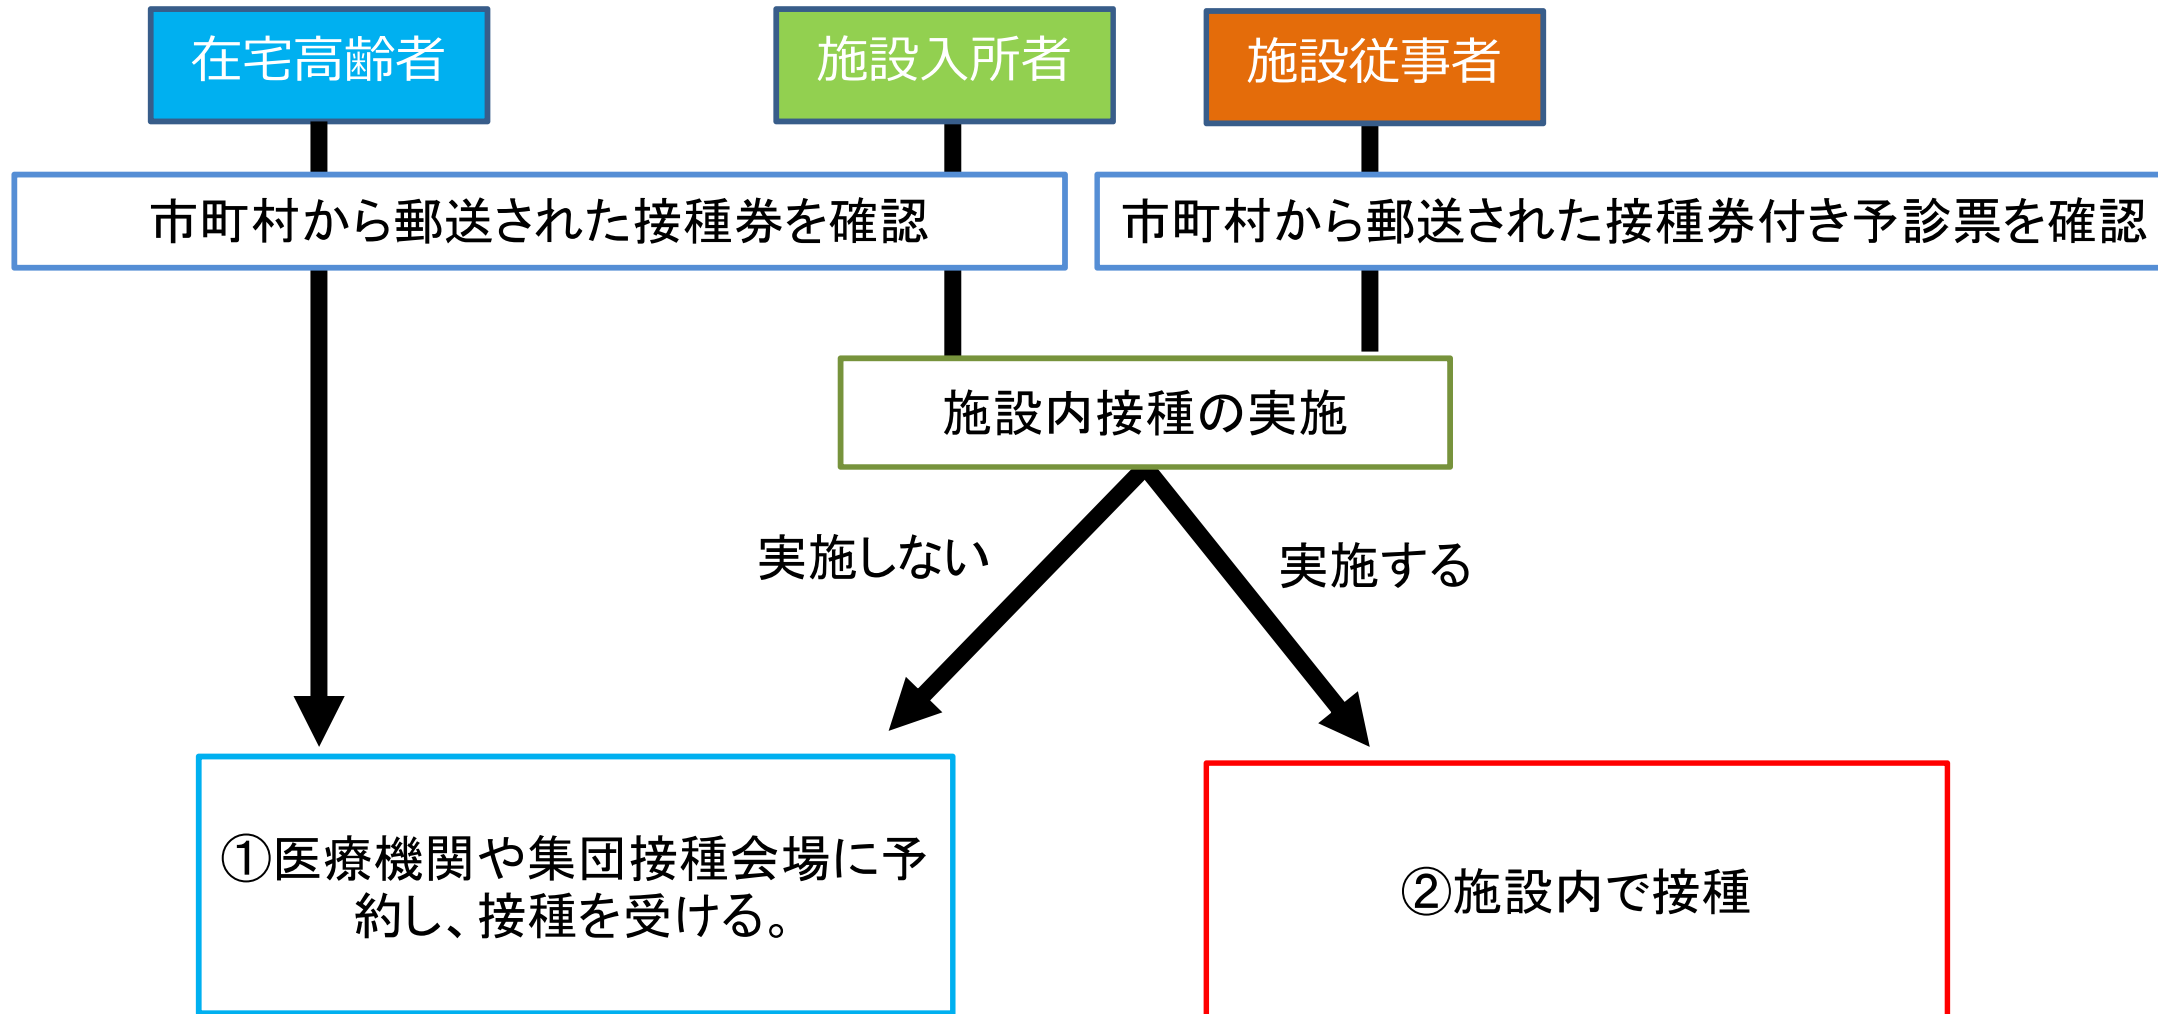 在宅高齢者
施設入所者
施設従事者
市町村から郵送された接種券を確認
市町村から郵送された接種券付き予診票を確認
施設内接種の実施
実施しない
実施する
①医療機関や集団接種会場に予
約し、接種を受ける。
②施設内で接種